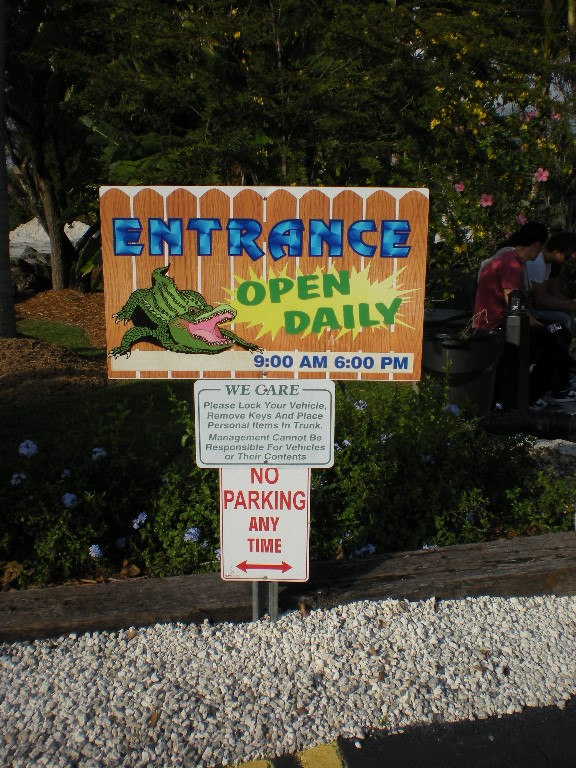 ENTRANCE
OPEN
DAILY
9:00 AM 6:00 PM
WE CARE
Please Lock Your Vehicle,
Remove Keys And Place
Personal Items In Trunk.
Management Cannot Be
Responsible For Vehicles
or Their Contents
NO
PARKING
ANY
TIME